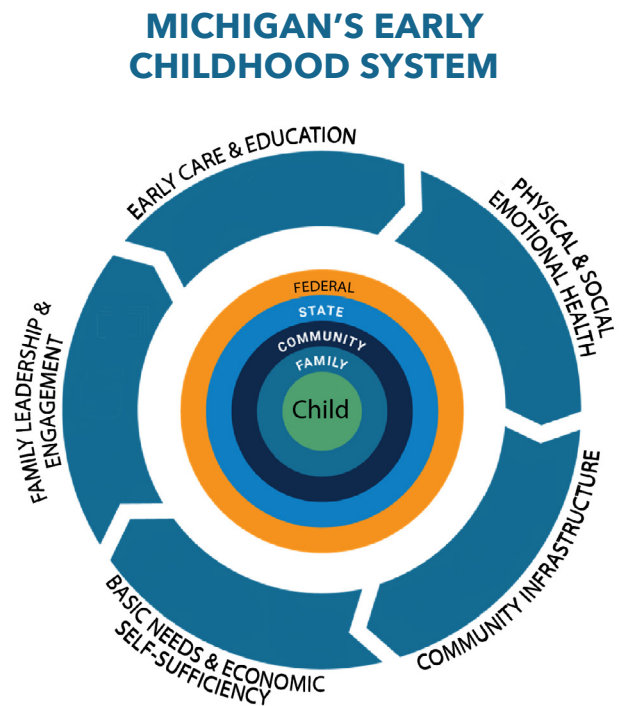 MICHIGAN’S EARLY
CHILDHOOD SYSTEM
EARLY CARE & EDUCATION
PHYSICAL & SOCIAL
EMOTIONAL HEALTH
COMMUNITY INFRASTRUCTURE
BASIC NEEDS & ECONOMIC
SELF-SUFFICIENCY
FAMILY LEADERSHIP &
ENGAGEMENT
FEDERAL
STATE
COMMUNITY
FAMILY
Child